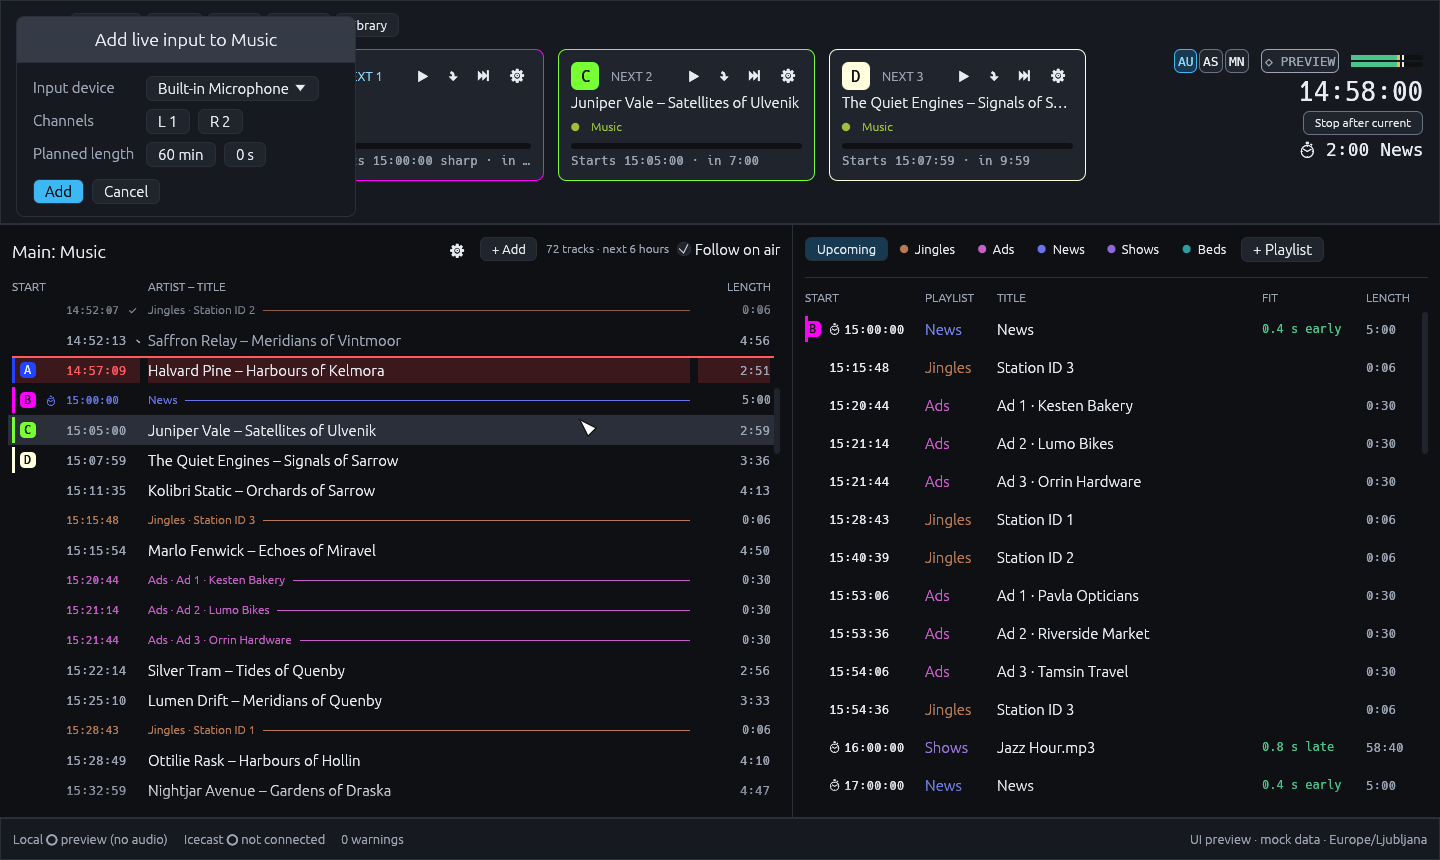 Add live input to Music
Input device Built-in Microphone
Channels L 1 R 2
Planned length 60 min 0 s
Add Cancel
C NEXT 2
Juniper Vale – Satellites of Ulvenik
Music
Starts 15:05:00 · in 7:00
D NEXT 3
The Quiet Engines – Signals of S...
Music
Starts 15:07:59 · in 9:59
15:00:00 sharp · in …
AU AS MN ◇ PREVIEW
14:58:00
Stop after current
2:00 News
Main: Music
+ Add 72 tracks · next 6 hours ✓ Follow on air
START ARTIST – TITLE LENGTH
14:52:07 ✓ Jingles · Station ID 2 0:06
14:52:13 Saffron Relay – Meridians of Vintmoor 4:56
A 14:57:09 Halvard Pine – Harbours of Kelmora 2:51
B 15:00:00 News 5:00
C 15:05:00 Juniper Vale – Satellites of Ulvenik 2:59
D 15:07:59 The Quiet Engines – Signals of Sarrow 3:36
15:11:35 Kolibri Static – Orchards of Sarrow 4:13
15:15:48 Jingles · Station ID 3 0:06
15:15:54 Marlo Fenwick – Echoes of Miravel 4:50
15:20:44 Ads · Ad 1 · Kesten Bakery 0:30
15:21:14 Ads · Ad 2 · Lumo Bikes 0:30
15:21:44 Ads · Ad 3 · Orrin Hardware 0:30
15:22:14 Silver Tram – Tides of Quenby 2:56
15:25:10 Lumen Drift – Meridians of Quenby 3:33
15:28:43 Jingles · Station ID 1 0:06
15:28:49 Ottilie Rask – Harbours of Hollin 4:10
15:32:59 Nightjar Avenue – Gardens of Draska 4:47
Upcoming Jingles Ads News Shows Beds + Playlist
START PLAYLIST TITLE FIT LENGTH
B 15:00:00 News News 0.4 s early 5:00
15:15:48 Jingles Station ID 3 0:06
15:20:44 Ads Ad 1 · Kesten Bakery 0:30
15:21:14 Ads Ad 2 · Lumo Bikes 0:30
15:21:44 Ads Ad 3 · Orrin Hardware 0:30
15:28:43 Jingles Station ID 1 0:06
15:40:39 Jingles Station ID 2 0:06
15:53:06 Ads Ad 1 · Pavla Opticians 0:30
15:53:36 Ads Ad 2 · Riverside Market 0:30
15:54:06 Ads Ad 3 · Tamsin Travel 0:30
15:54:36 Jingles Station ID 3 0:06
16:00:00 Shows Jazz Hour.mp3 0.8 s late 58:40
17:00:00 News News 0.4 s early 5:00
Local preview (no audio) Icecast not connected 0 warnings
UI preview · mock data · Europe/Ljubljana